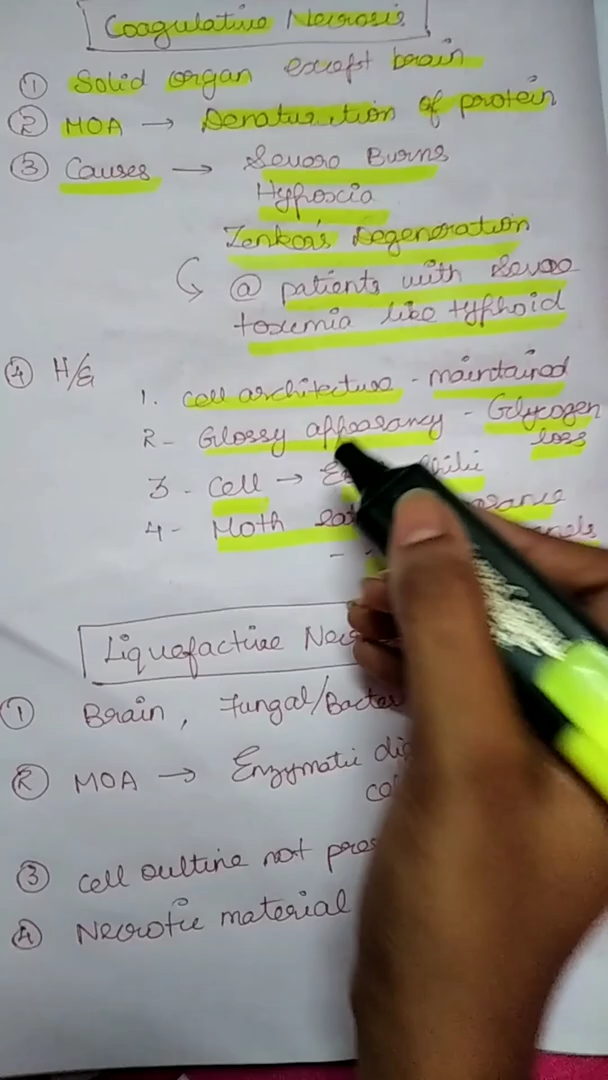 Coagulative Necrosis
① Solid organ except brain
② MOA → Denaturation of protein
③ Causes → Severe Burns
Hypoxia
Zenker's Degeneration
@ patients with Severe
toxemia like typhoid
④ H/E
1. Cell architecture - maintained
2 - Glossy appearancy - Glycogen
loss
3 - Cell →
4 - Moth
Liquefactive
① Brain, Fungal/
② MOA → Enzymatic
③ Cell outline not
④ Necrotic material